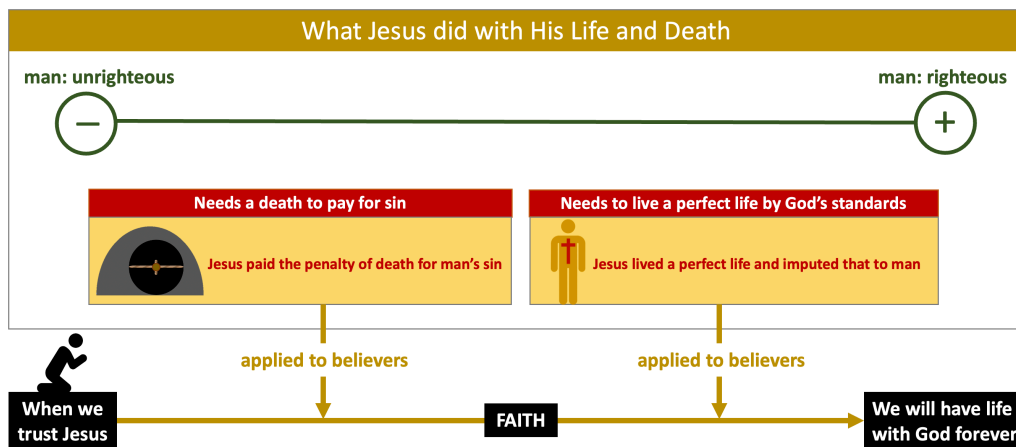 What Jesus did with His Life and Death
man: unrighteous
man: righteous
−
+
Needs a death to pay for sin
Jesus paid the penalty of death for man’s sin
Needs to live a perfect life by God’s standards
Jesus lived a perfect life and imputed that to man
applied to believers
applied to believers
When we
trust Jesus
FAITH
We will have life
with God forever